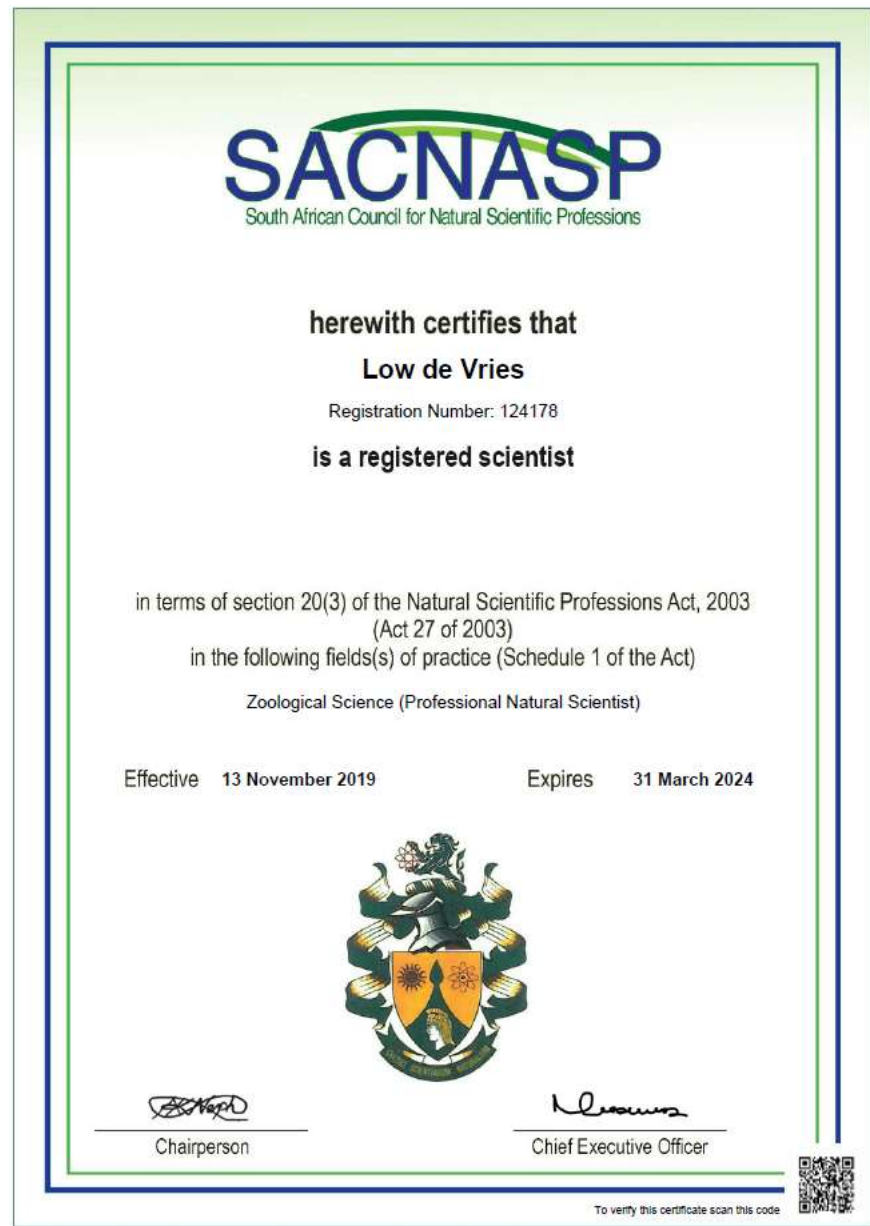 SACNASP
South African Council for Natural Scientific Professions
herewith certifies that
Low de Vries
Registration Number: 124178
is a registered scientist
in terms of section 20(3) of the Natural Scientific Professions Act, 2003
(Act 27 of 2003)
in the following fields(s) of practice (Schedule 1 of the Act)
Zoological Science (Professional Natural Scientist)
Effective 13 November 2019 Expires 31 March 2024
Chairperson Chief Executive Officer
To verify this certificate scan this code